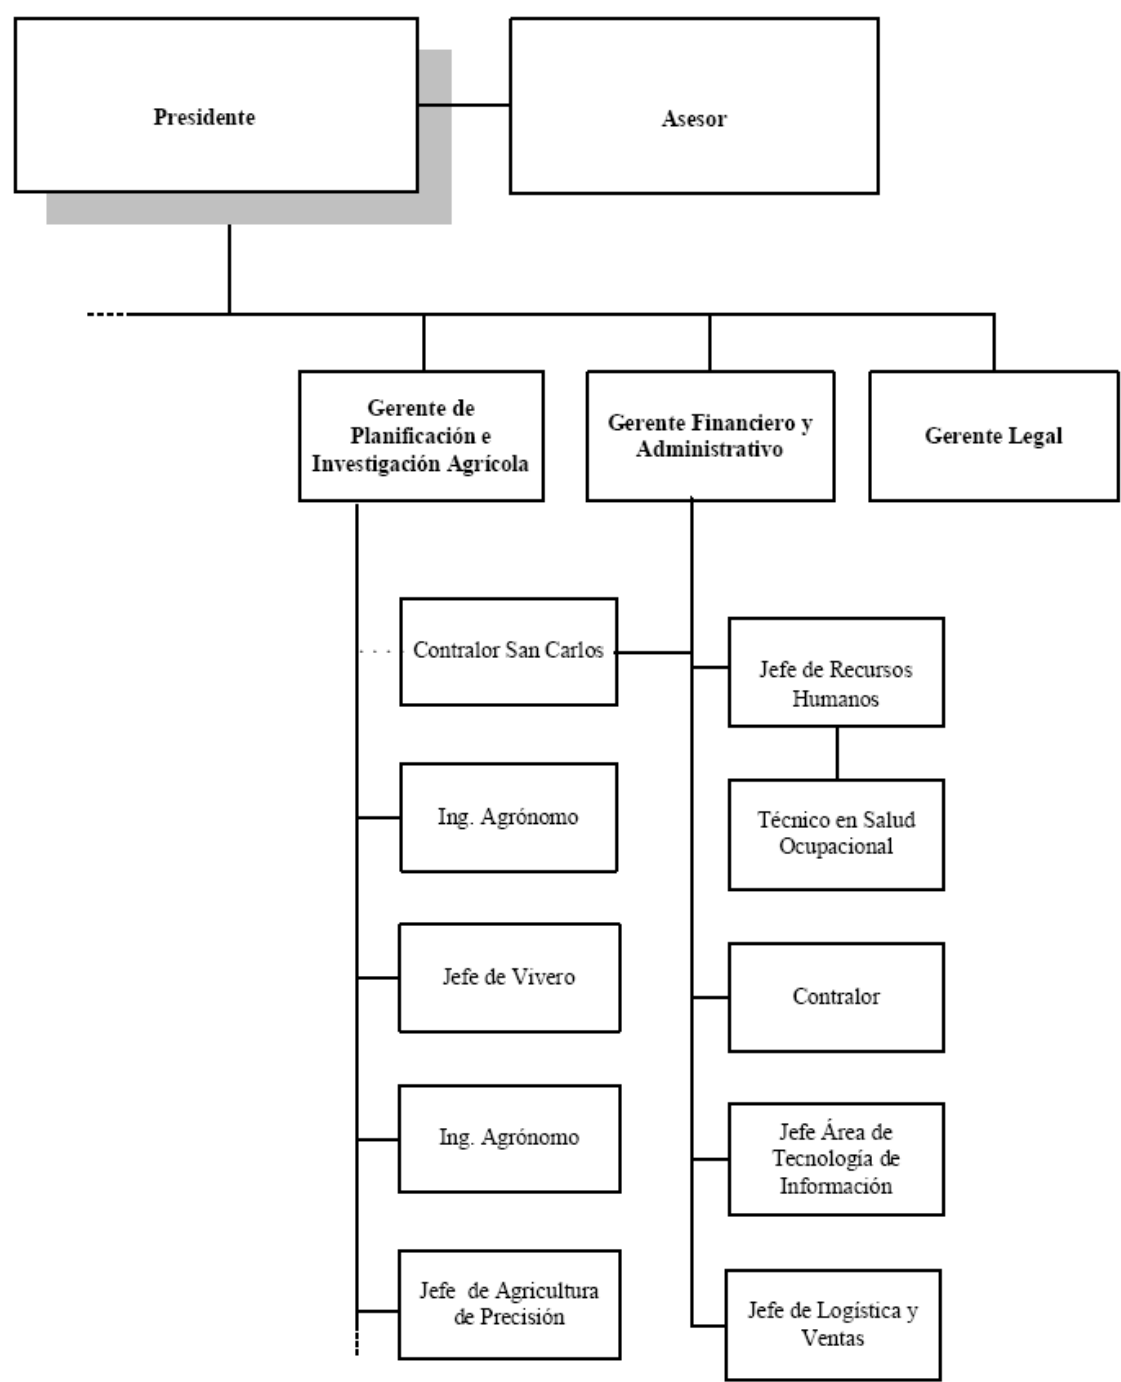 Presidente
Asesor
Gerente de
Planificación e
Investigación Agrícola
Gerente Financiero y
Administrativo
Gerente Legal
Contralor San Carlos
Jefe de Recursos
Humanos
Ing. Agrónomo
Técnico en Salud
Ocupacional
Jefe de Vivero
Contralor
Ing. Agrónomo
Jefe Área de
Tecnología de
Información
Jefe de Agricultura
de Precisión
Jefe de Logística y
Ventas